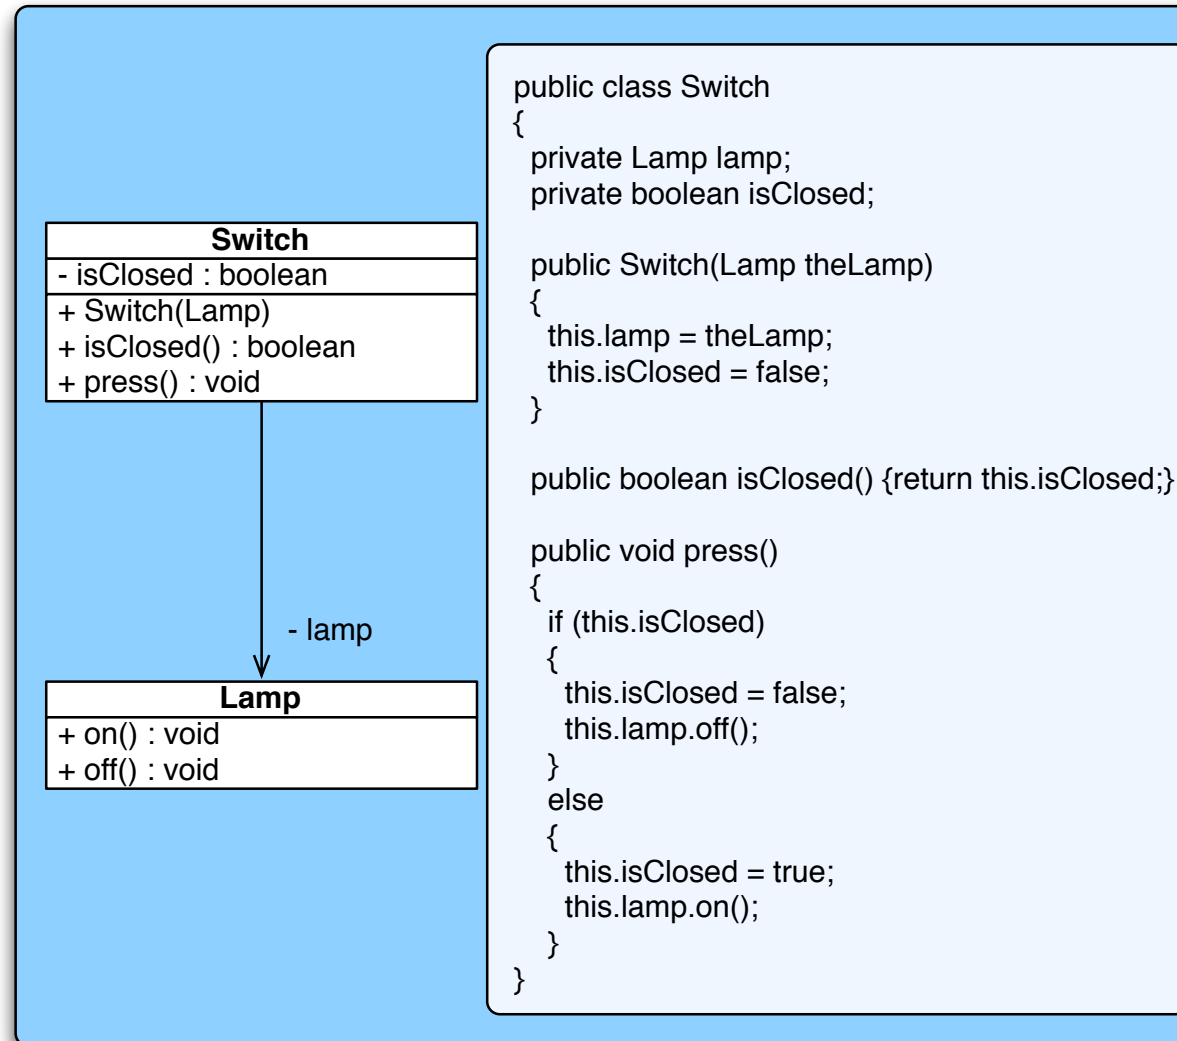 Switch
- isClosed : boolean
+ Switch(Lamp)
+ isClosed() : boolean
+ press() : void
- lamp
Lamp
+ on() : void
+ off() : void
public class Switch
{
private Lamp lamp;
private boolean isClosed;
public Switch(Lamp theLamp)
{
this.lamp = theLamp;
this.isClosed = false;
}
public boolean isClosed() {return this.isClosed;}
public void press()
{
if (this.isClosed)
{
this.isClosed = false;
this.lamp.off();
}
else
{
this.isClosed = true;
this.lamp.on();
}
}